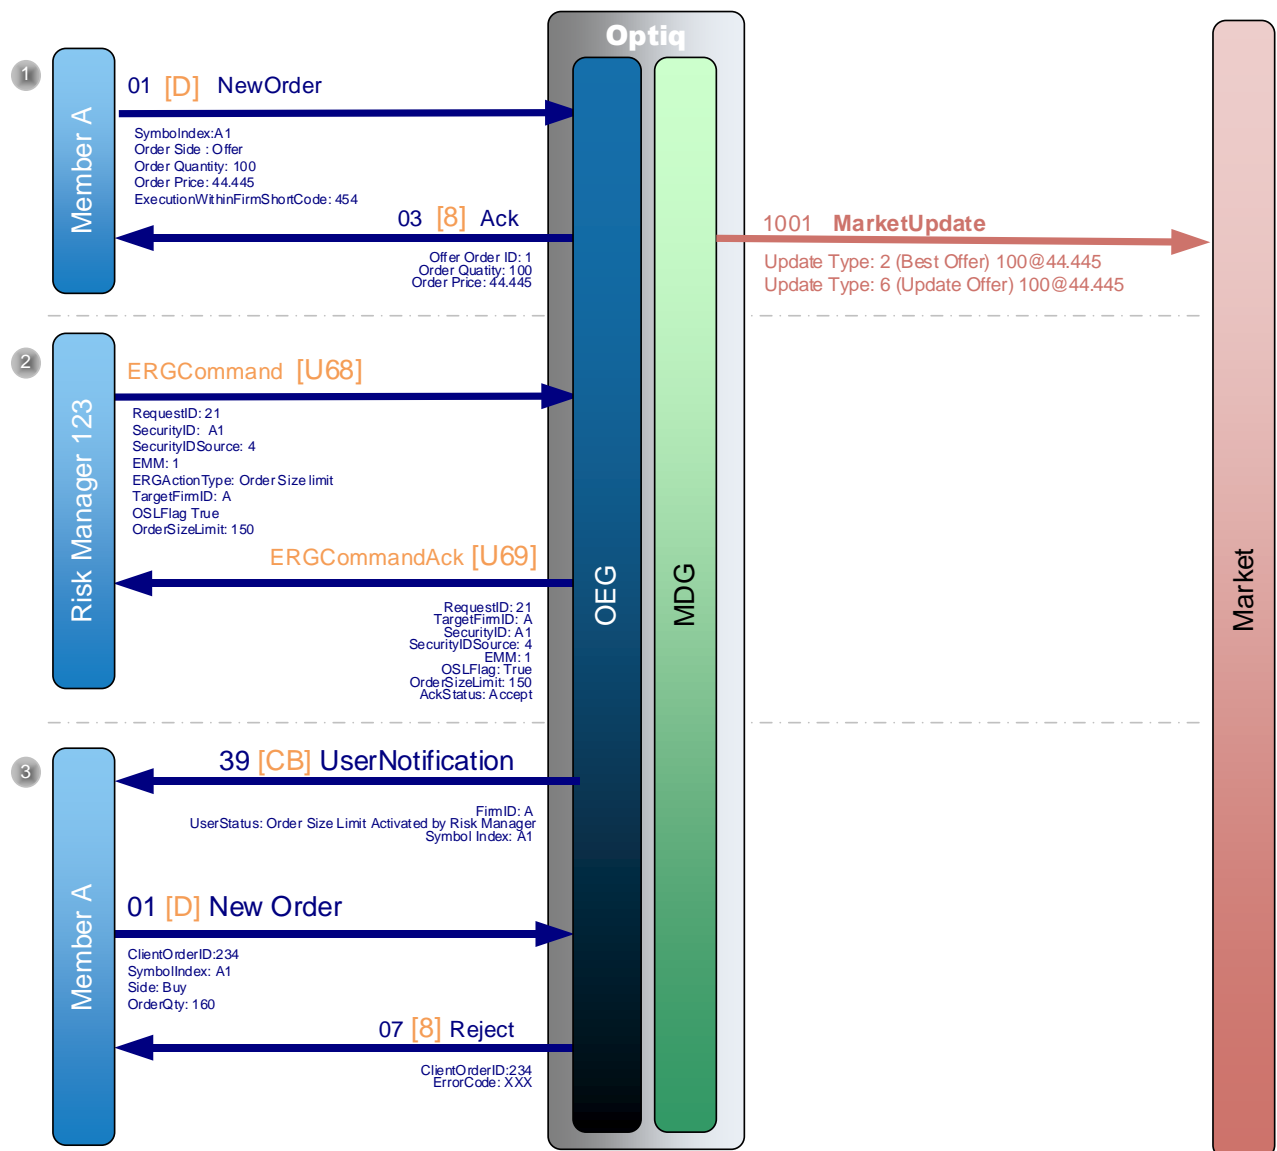 Optiq
1
Member A
01 [D] NewOrder
SymbolIndex:A1
Order Side : Offer
Order Quantity: 100
Order Price: 44.445
ExecutionWithinFirmShortCode: 454
03 [8] Ack
Offer Order ID: 1
Order Quatity: 100
Order Price: 44.445
1001 MarketUpdate
Update Type: 2 (Best Offer) 100@44.445
Update Type: 6 (Update Offer) 100@44.445
2
Risk Manager 123
ERGCommand [U68]
RequestID: 21
SecurityID: A1
SecurityIDSource: 4
EMM: 1
ERGActionType: Order Size limit
TargetFirmID: A
OSLFlag True
OrderSizeLimit: 150
ERGCommandAck [U69]
RequestID: 21
TargetFirmID: A
SecurityID: A1
SecurityIDSource: 4
EMM: 1
OSLFlag: True
OrderSizeLimit: 150
AckStatus: Accept
OEG
MDG
Market
3
Member A
39 [CB] UserNotification
FirmID: A
UserStatus: Order Size Limit Activated by Risk Manager
Symbol Index: A1
01 [D] New Order
ClientOrderID:234
SymbolIndex: A1
Side: Buy
OrderQty: 160
07 [8] Reject
ClientOrderID:234
ErrorCode: XXX